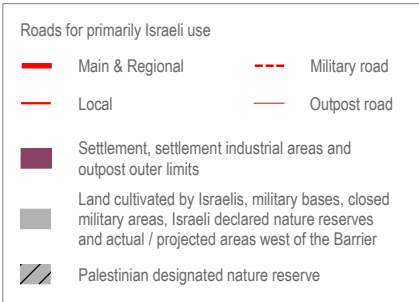 Roads for primarily Israeli use
Main & Regional
Military road
Local
Outpost road
Settlement, settlement industrial areas and
outpost outer limits
Land cultivated by Israelis, military bases, closed
military areas, Israeli declared nature reserves
and actual / projected areas west of the Barrier
Palestinian designated nature reserve